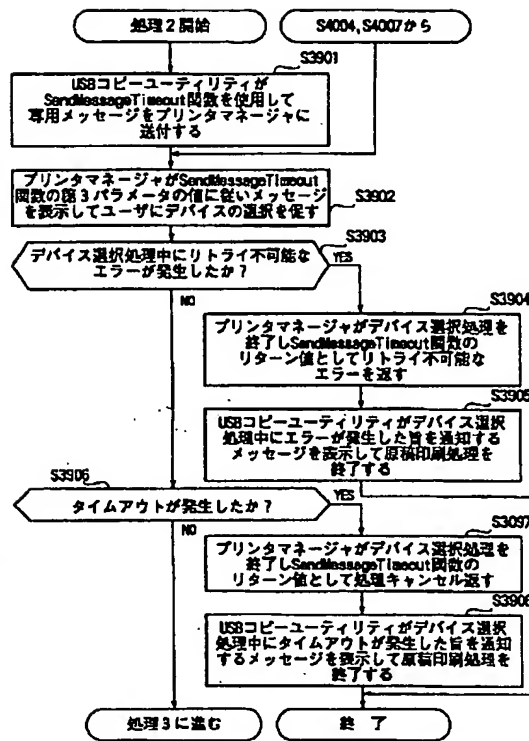 処理2開始
S4004,S4007から
S3901
USBコピーユーティリティが
SendMessageTimeout関数を使用して
専用メッセージをプリンタマネージャに
送付する
プリンタマネージャがSendMessageTimeout
関数の第3パラメータの値に従いメッセージ
を表示してユーザにデバイスの選択を促す
S3902
S3903
デバイス選択処理中にリトライ不可能な
エラーが発生したか?
YES
NO
S3904
プリンタマネージャがデバイス選択処理を
終了しSendMessageTimeout関数の
リターン値としてリトライ不可能な
エラーを返す
S3905
USBコピーユーティリティがデバイス選択
処理中にエラーが発生した旨を通知する
メッセージを表示して原稿印刷処理を
終了する
S3906
タイムアウトが発生したか?
YES
NO
S3097
プリンタマネージャがデバイス選択処理を
終了しSendMessageTimeout関数の
リターン値として処理キャンセル返す
S3906
USBコピーユーティリティがデバイス選択
処理中にタイムアウトが発生した旨を通知
するメッセージを表示して原稿印刷処理を
終了する
処理3に進む
終 了